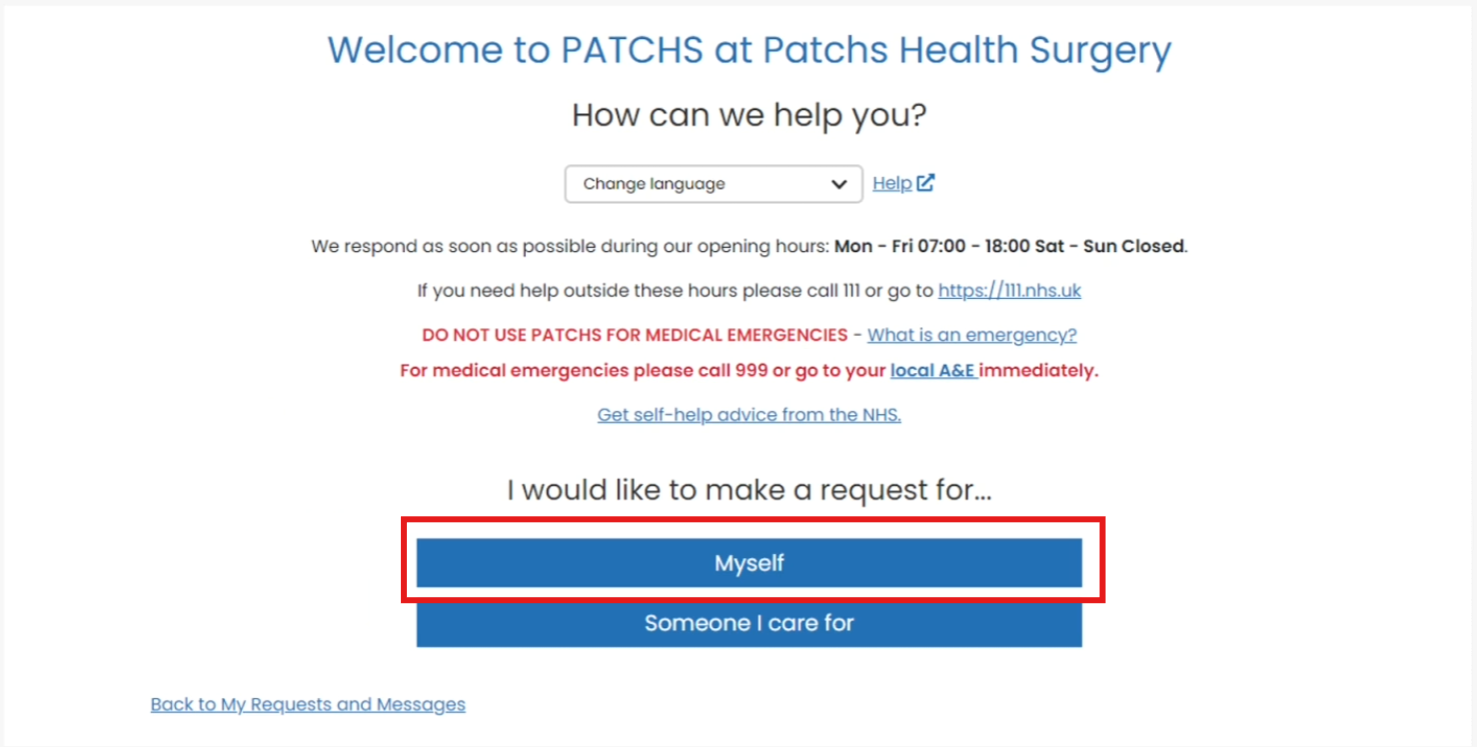 Welcome to PATCHS at Patchs Health Surgery
How can we help you?
Change language
Help
We respond as soon as possible during our opening hours: Mon - Fri 07:00 - 18:00 Sat - Sun Closed.
If you need help outside these hours please call 111 or go to https://111.nhs.uk
DO NOT USE PATCHS FOR MEDICAL EMERGENCIES - What is an emergency?
For medical emergencies please call 999 or go to your local A&E immediately.
Get self-help advice from the NHS.
I would like to make a request for...
Myself
Someone I care for
Back to My Requests and Messages